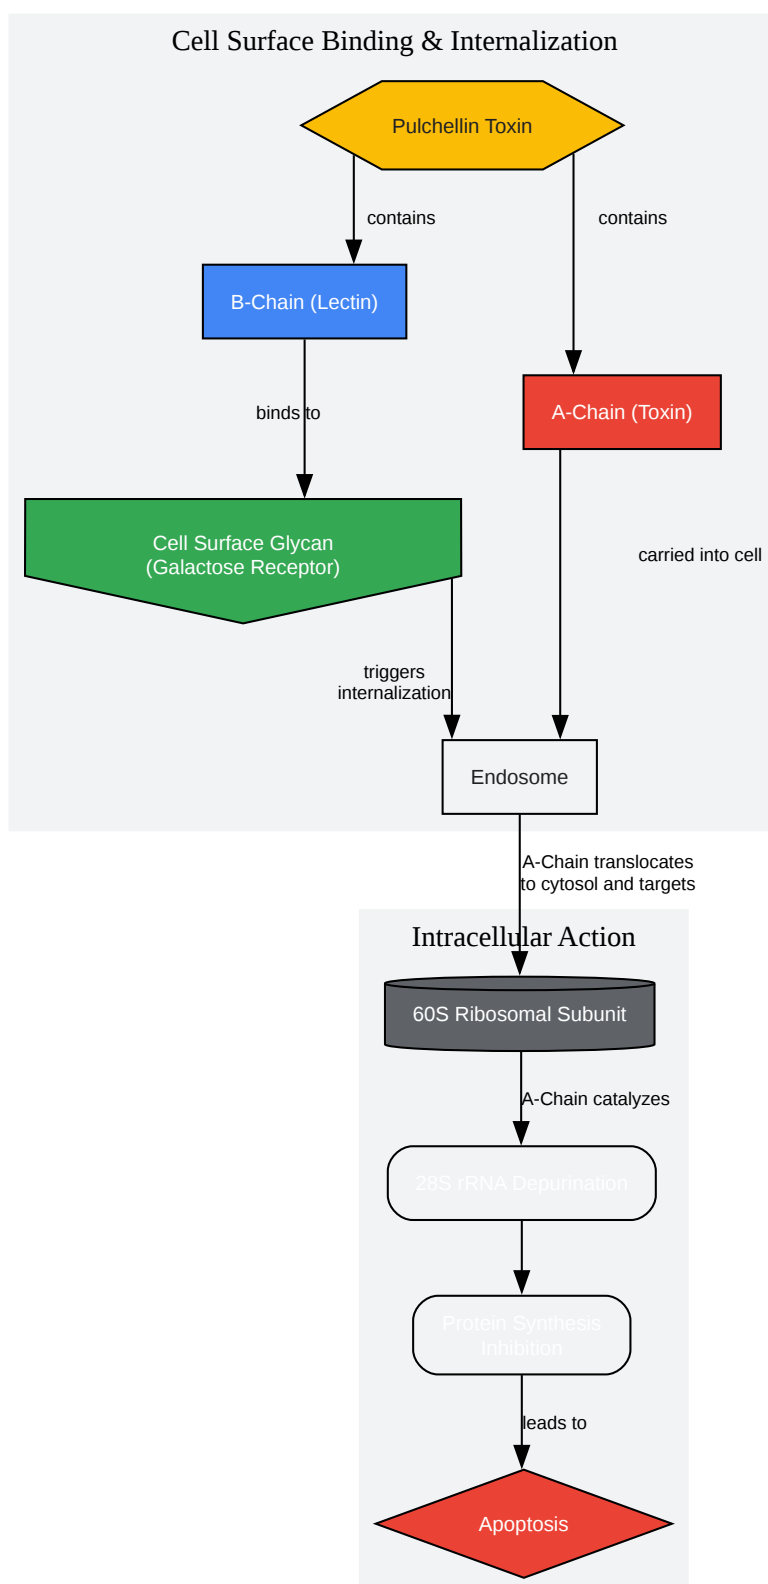 Cell Surface Binding & Internalization
Pulchellin Toxin
contains
contains
B-Chain (Lectin)
A-Chain (Toxin)
binds to
Cell Surface Glycan
(Galactose Receptor)
carried into cell
triggers
internalization
Endosome
A-Chain translocates
to cytosol and targets
Intracellular Action
60S Ribosomal Subunit
A-Chain catalyzes
28S rRNA Depurination
Protein Synthesis
Inhibition
leads to
Apoptosis